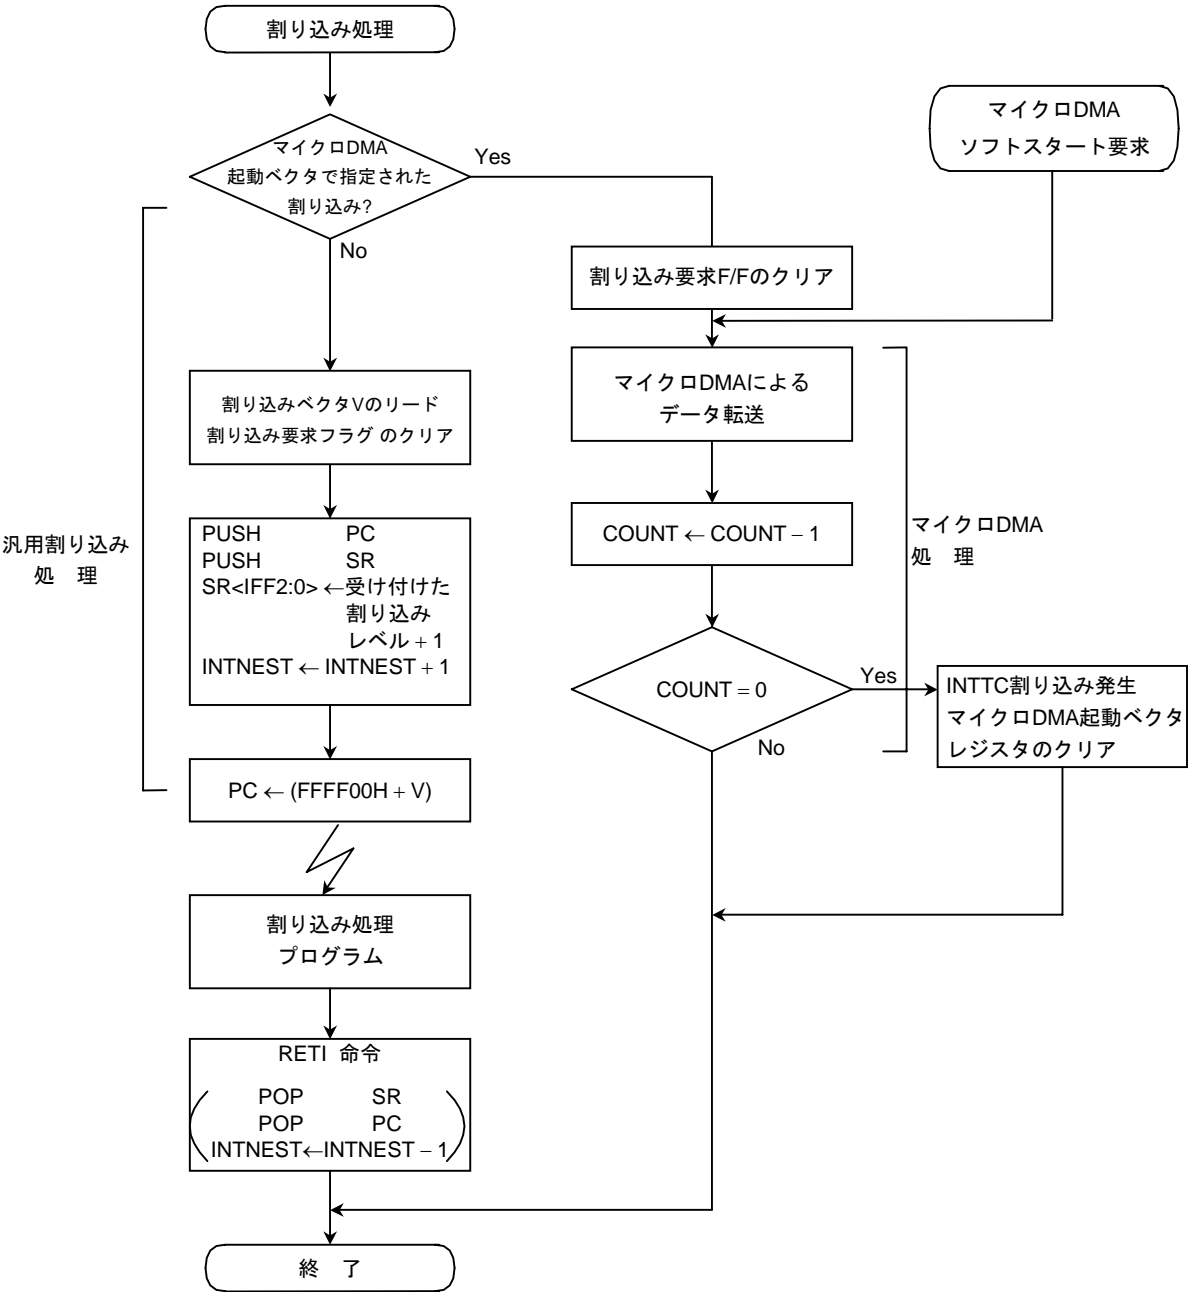 割り込み処理
マイクロDMA
起動ベクタで指定された
割り込み?
Yes
No
マイクロDMA
ソフトスタート要求
割り込み要求F/Fのクリア
マイクロDMAによる
データ転送
COUNT ← COUNT − 1
COUNT = 0
Yes
No
マイクロDMA
処 理
INTTC割り込み発生
マイクロDMA起動ベクタ
レジスタのクリア
汎用割り込み
処 理
割り込みベクタVのリード
割り込み要求フラグ のクリア
PUSH PC
PUSH SR
SR<IFF2:0> ←受け付けた
割り込み
レベル + 1
INTNEST ← INTNEST + 1
PC ← (FFFF00H + V)
割り込み処理
プログラム
RETI 命令
POP SR
POP PC
INTNEST←INTNEST − 1
終 了